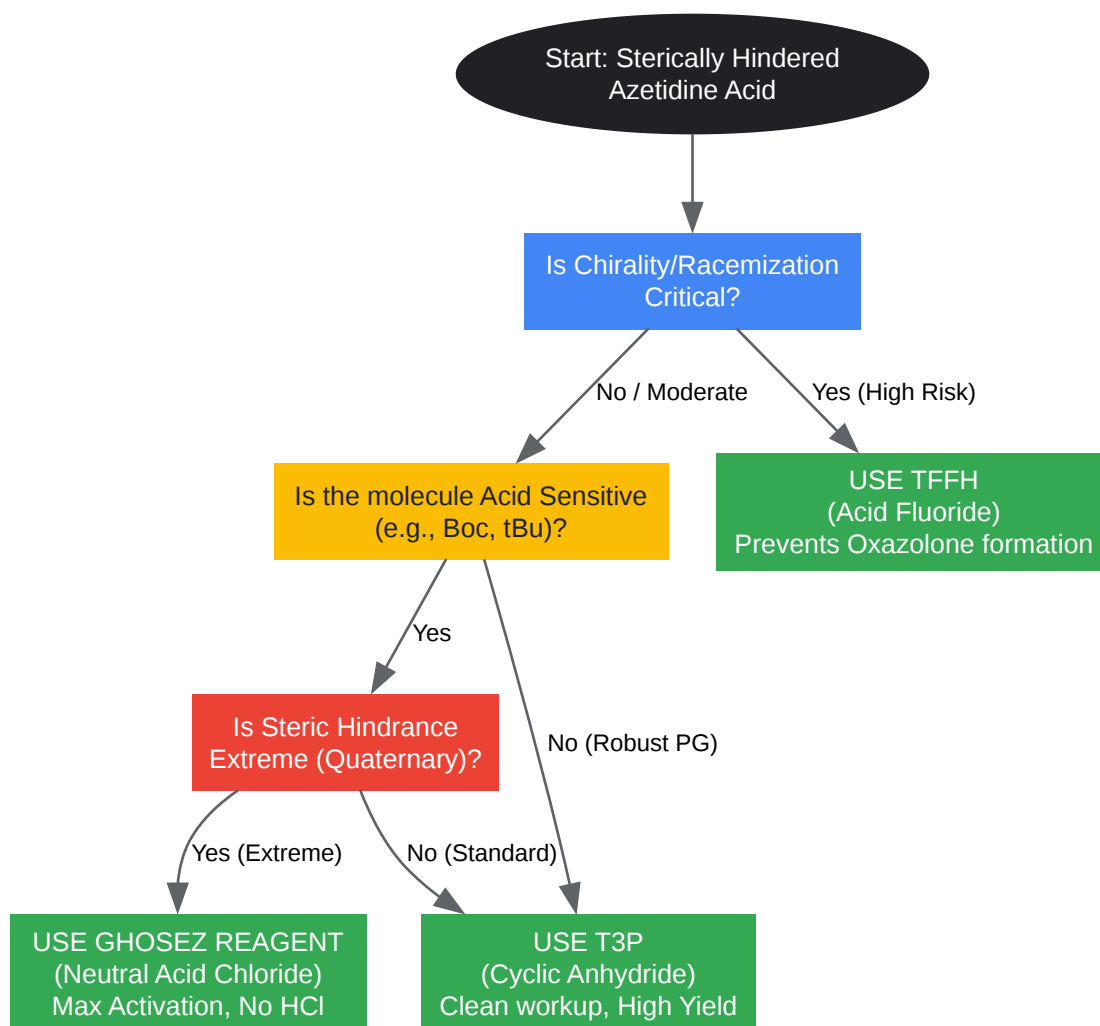 Start: Sterically Hindered
Azetidine Acid
Is Chirality/Racemization
Critical?
No / Moderate
Yes (High Risk)
Is the molecule Acid Sensitive
(e.g., Boc, tBu)?
USE TFFH
(Acid Fluoride)
Prevents Oxazolone formation
Yes
Is Steric Hindrance
Extreme (Quaternary)?
No (Robust PG)
Yes (Extreme)
No (Standard)
USE GHOSEZ REAGENT
(Neutral Acid Chloride)
Max Activation, No HCl
USE T3P
(Cyclic Anhydride)
Clean workup, High Yield